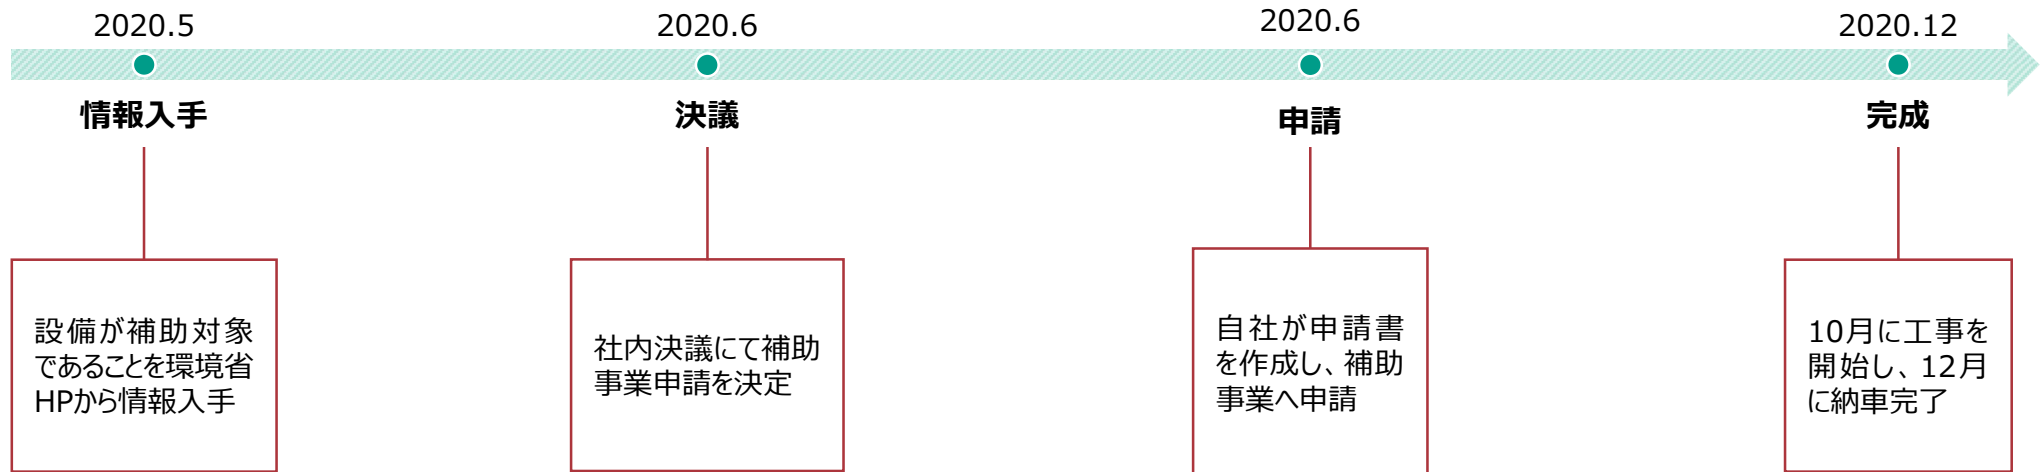 2020.5
2020.6
2020.6
2020.12
情報入手
決議
申請
完成
設備が補助対象
であることを環境省
HPから情報入手
社内決議にて補助
事業申請を決定
自社が申請書
を作成し、補助
事業へ申請
10月に工事を
開始し、12月
に納車完了